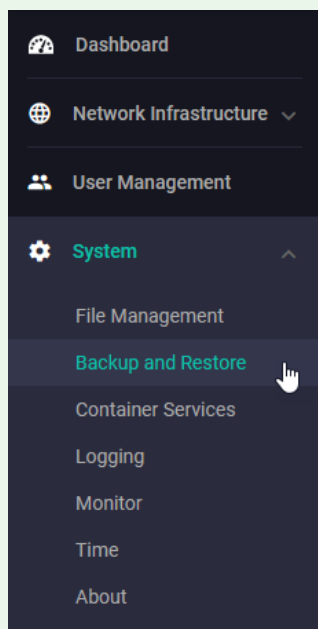 Dashboard
Network Infrastructure
User Management
System
File Management
Backup and Restore
Container Services
Logging
Monitor
Time
About